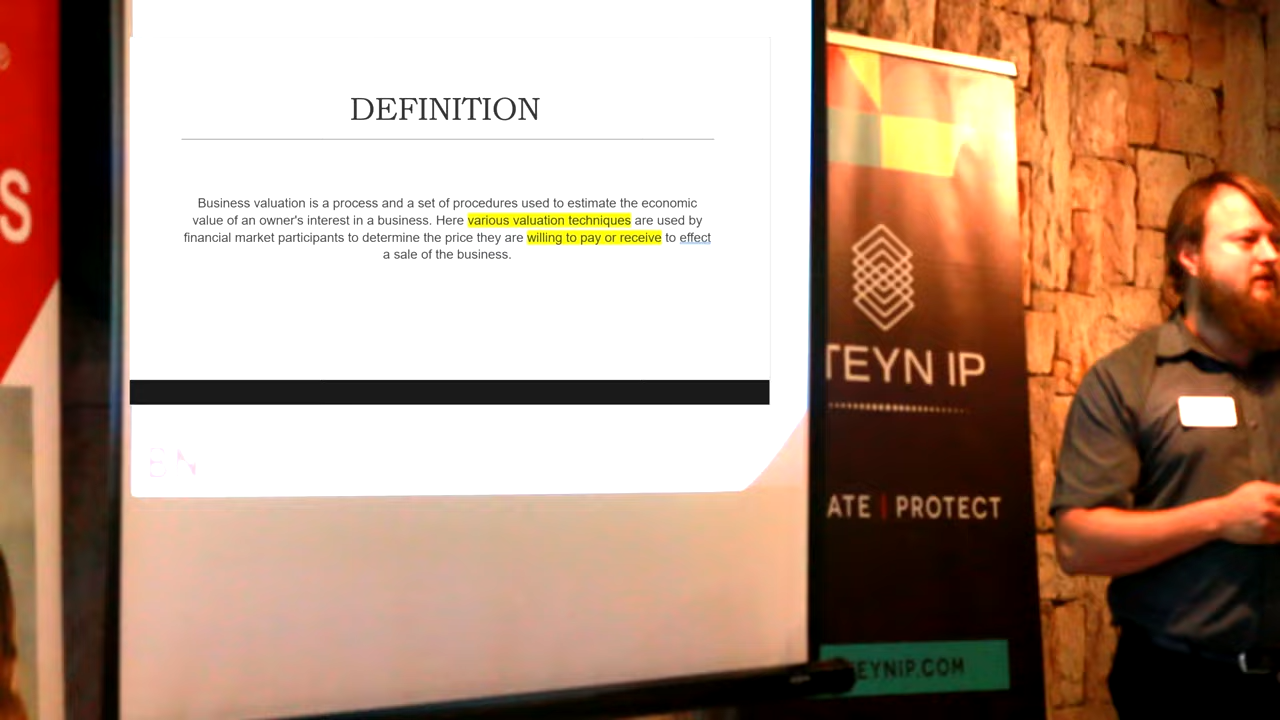 S
DEFINITION
Business valuation is a process and a set of procedures used to estimate the economic
value of an owner's interest in a business. Here various valuation techniques are used by
financial market participants to determine the price they are willing to pay or receive to effect
a sale of the business.
TEYN IP
ATE | PROTECT
EYNIP.COM